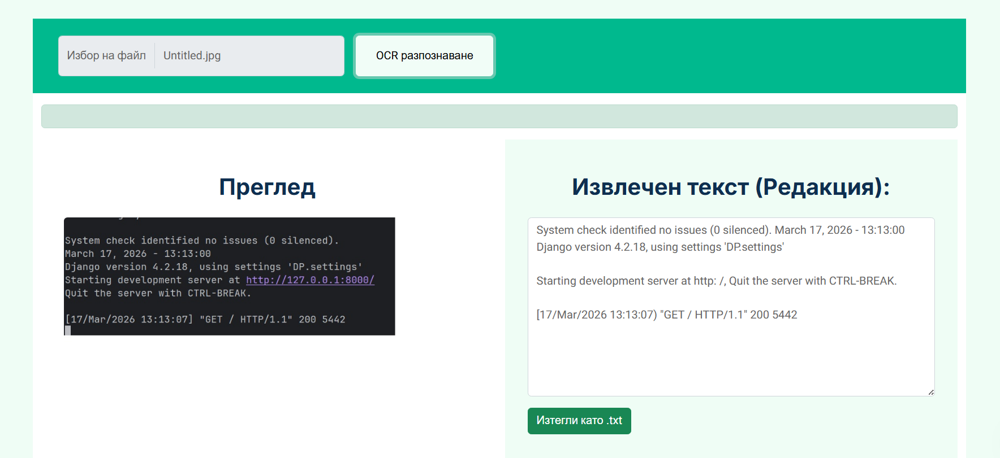 Избор на файл Untitled.jpg OCR разпознаване
Преглед
System check identified no issues (0 silenced).
March 17, 2026 - 13:13:00
Django version 4.2.18, using settings 'DP.settings'
Starting development server at http://127.0.0.1:8000/
Quit the server with CTRL-BREAK.
[17/Mar/2026 13:13:07] "GET / HTTP/1.1" 200 5442
Извлечен текст (Редакция):
System check identified no issues (0 silenced). March 17, 2026 - 13:13:00
Django version 4.2.18, using settings 'DP.settings'
Starting development server at http: /, Quit the server with CTRL-BREAK.
[17/Mar/2026 13:13:07) "GET / HTTP/1.1" 200 5442
Изтегли като .txt